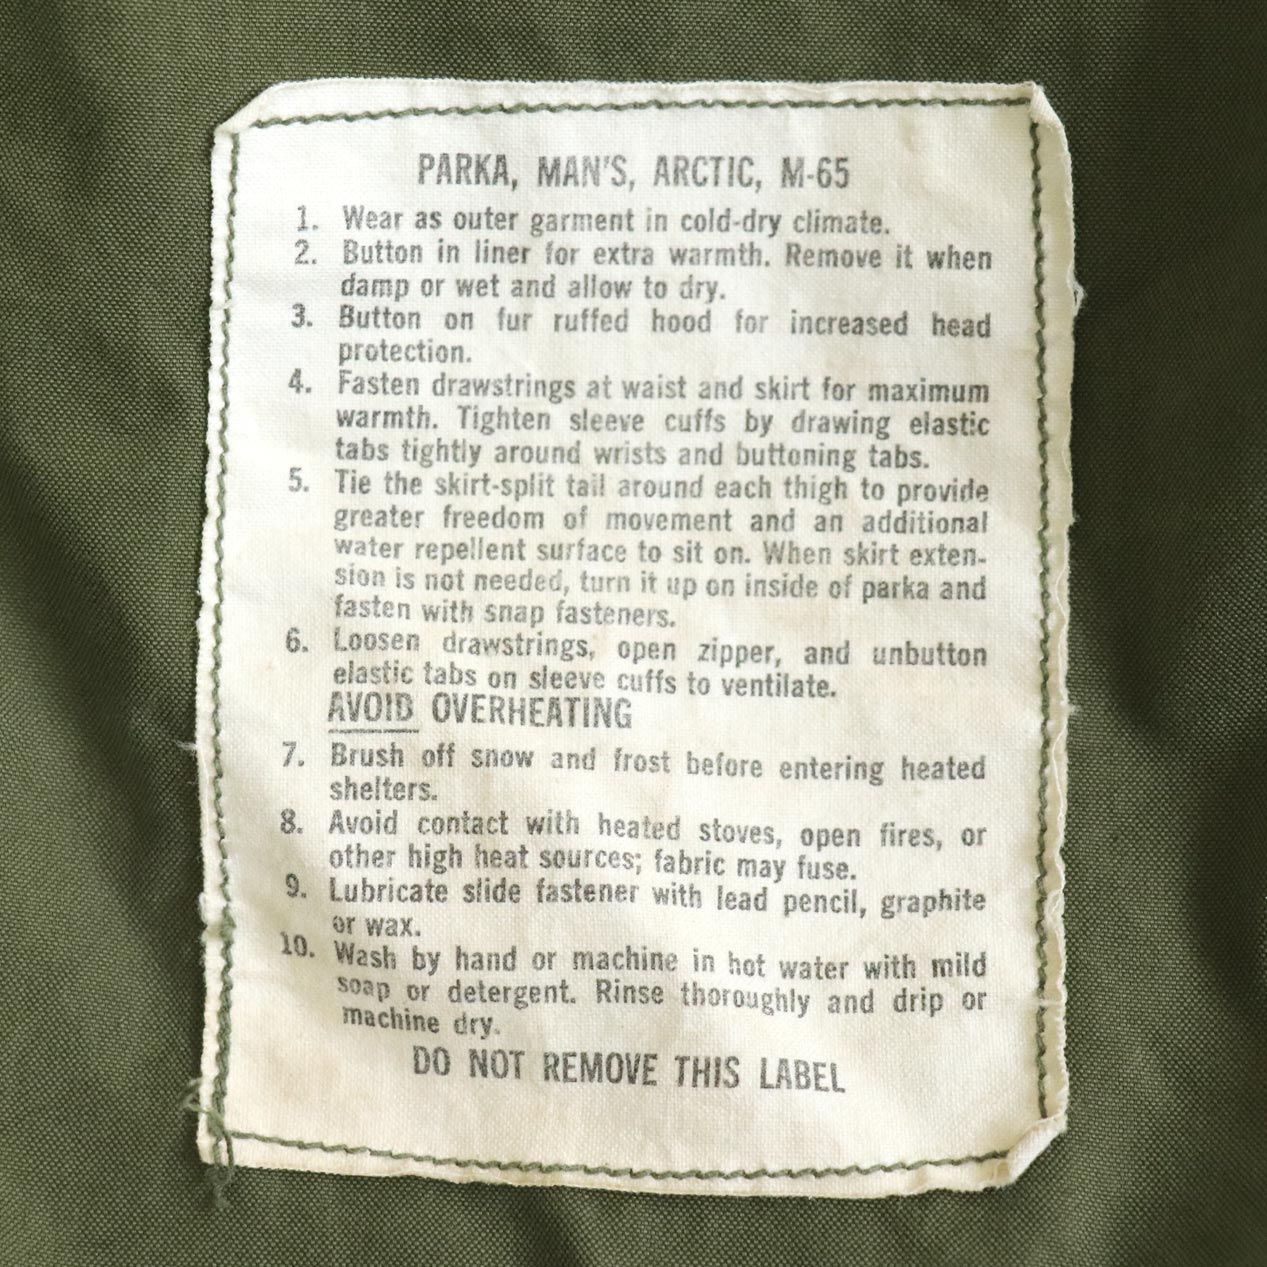 PARKA, MAN'S, ARCTIC, M-65
1. Wear as outer garment in cold-dry climate.
2. Button in liner for extra warmth. Remove it when
damp or wet and allow to dry.
3. Button on fur ruffed hood for increased head
protection.
4. Fasten drawstrings at waist and skirt for maximum
warmth. Tighten sleeve cuffs by drawing elastic
tabs tightly around wrists and buttoning tabs.
5. Tie the skirt-split tail around each thigh to provide
greater freedom of movement and an additional
water repellent surface to sit on. When skirt exten-
sion is not needed, turn it up on inside of parka and
fasten with snap fasteners.
6. Loosen drawstrings, open zipper, and unbutton
elastic tabs on sleeve cuffs to ventilate.
AVOID OVERHEATING
7. Brush off snow and frost before entering heated
shelters.
8. Avoid contact with heated stoves, open fires, or
other high heat sources; fabric may fuse.
9. Lubricate slide fastener with lead pencil, graphite
or wax.
10. Wash by hand or machine in hot water with mild
soap or detergent. Rinse thoroughly and drip or
machine dry.
DO NOT REMOVE THIS LABEL